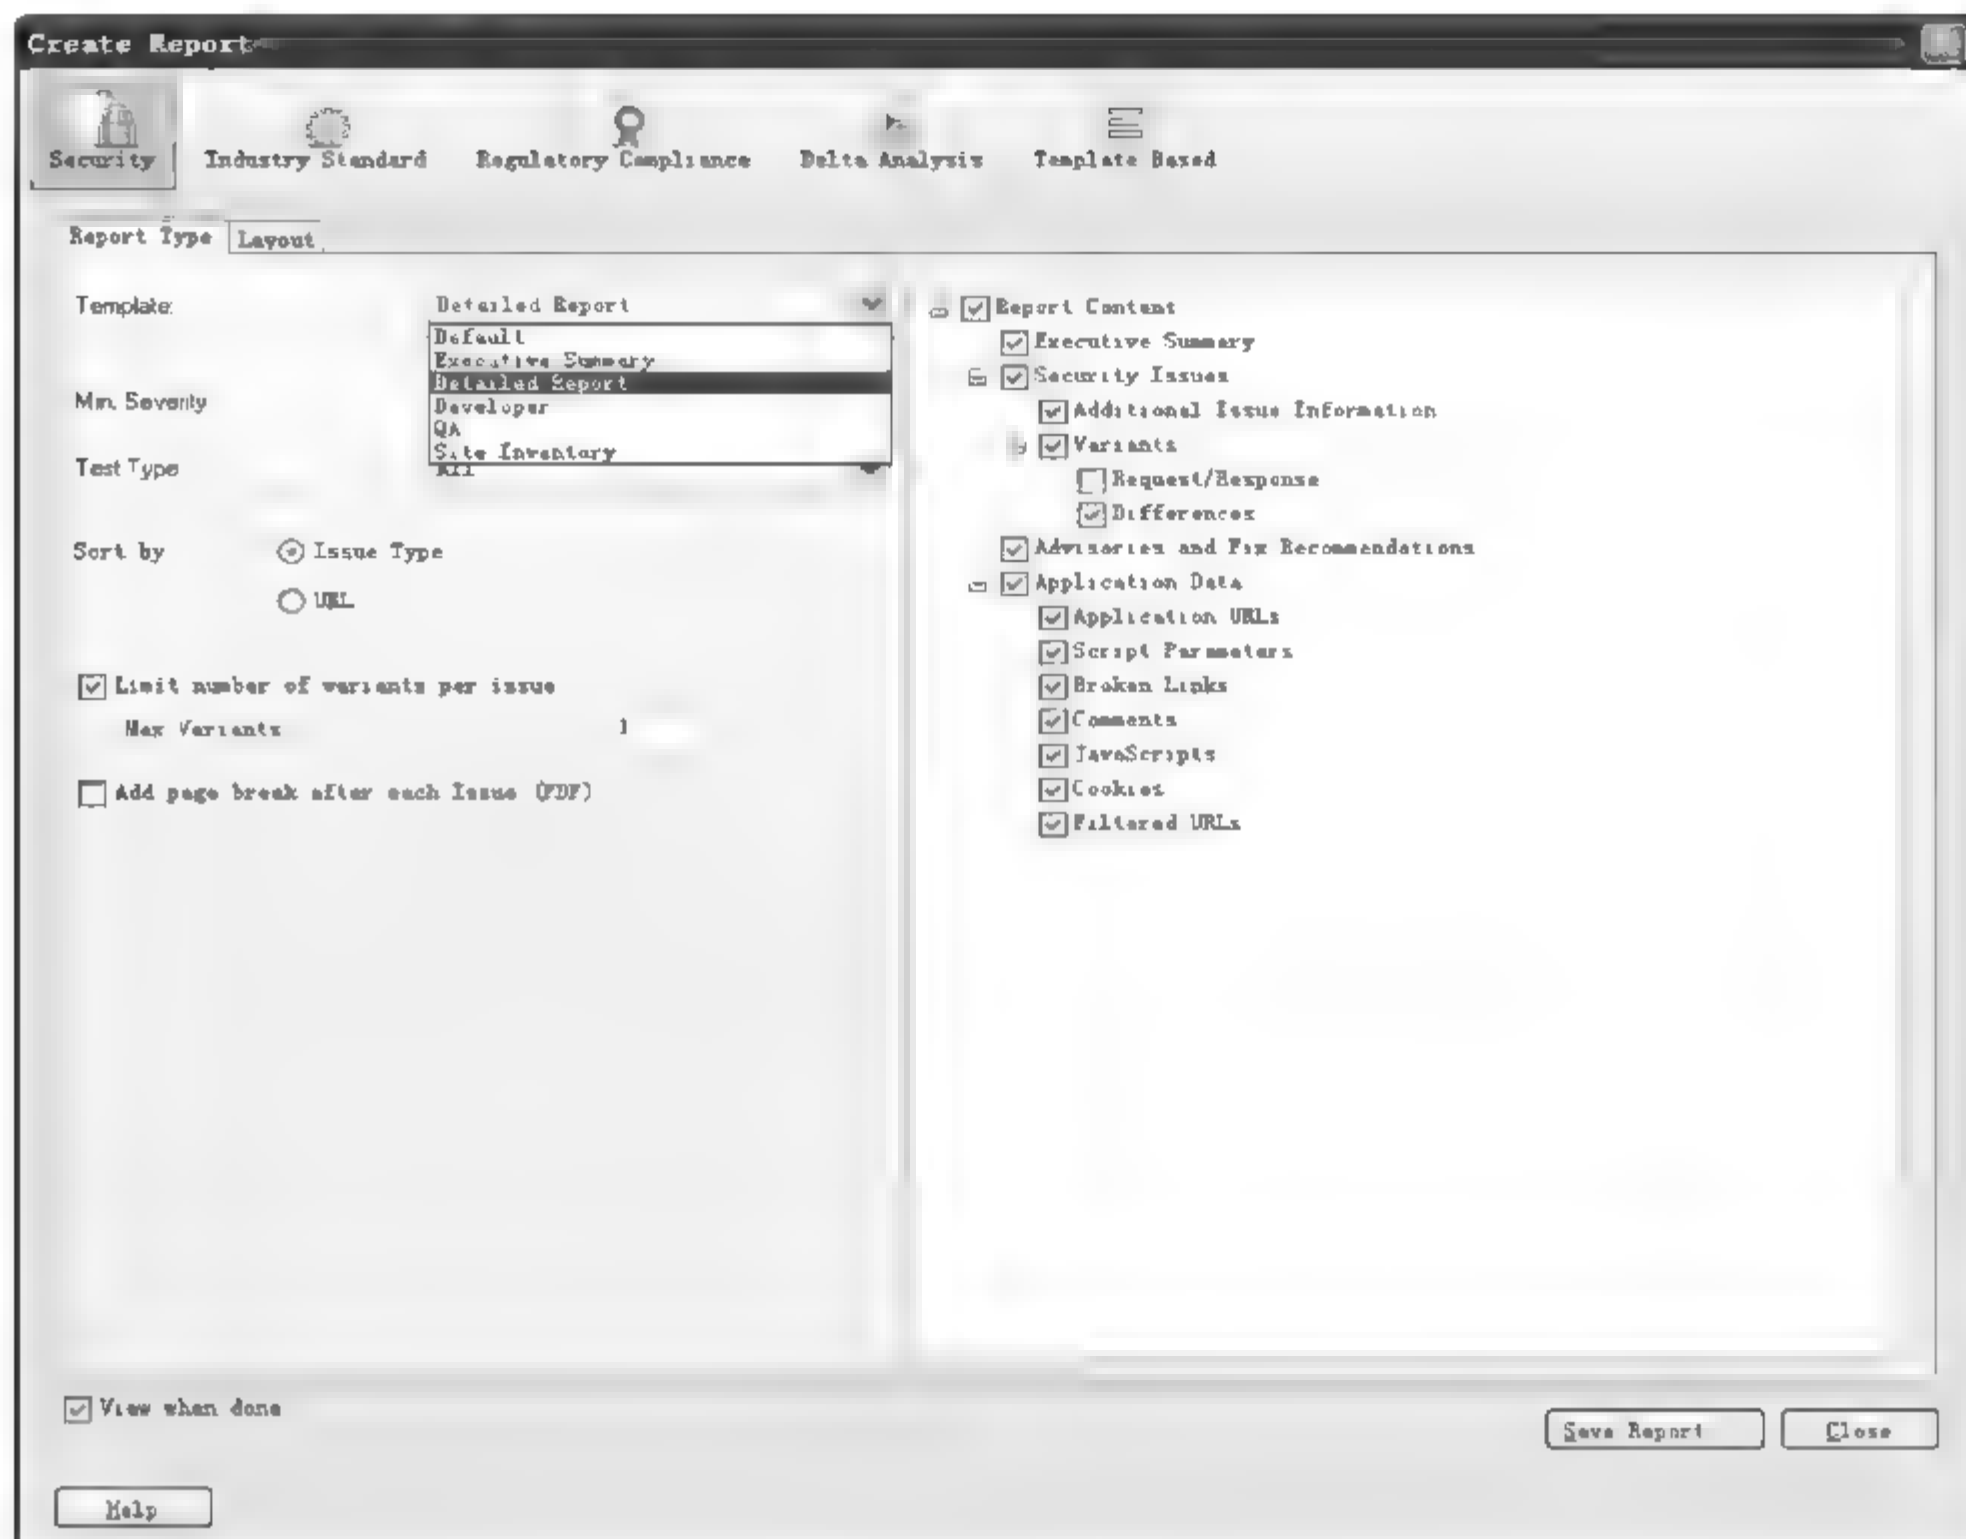 Create Report
Security Industry Standard Regulatory Compliance Delta Analysis Template Based
Report Type Layout
Template: Detailed Report
Default
Executive Summary
Detailed Report
Developer
QA
Site Inventory
Min. Severity
Test Type All
Sort by Issue Type
URL
Limit number of variants per issue
Max Variants 1
Add page break after each Issue (PDF)
Report Content
Executive Summary
Security Issues
Additional Issue Information
Variants
Request/Response
Differences
Advisories and Fix Recommendations
Application Data
Application URLs
Script Parameters
Broken Links
Comments
JavaScripts
Cookies
Filtered URLs
View when done
Save Report Close
Help